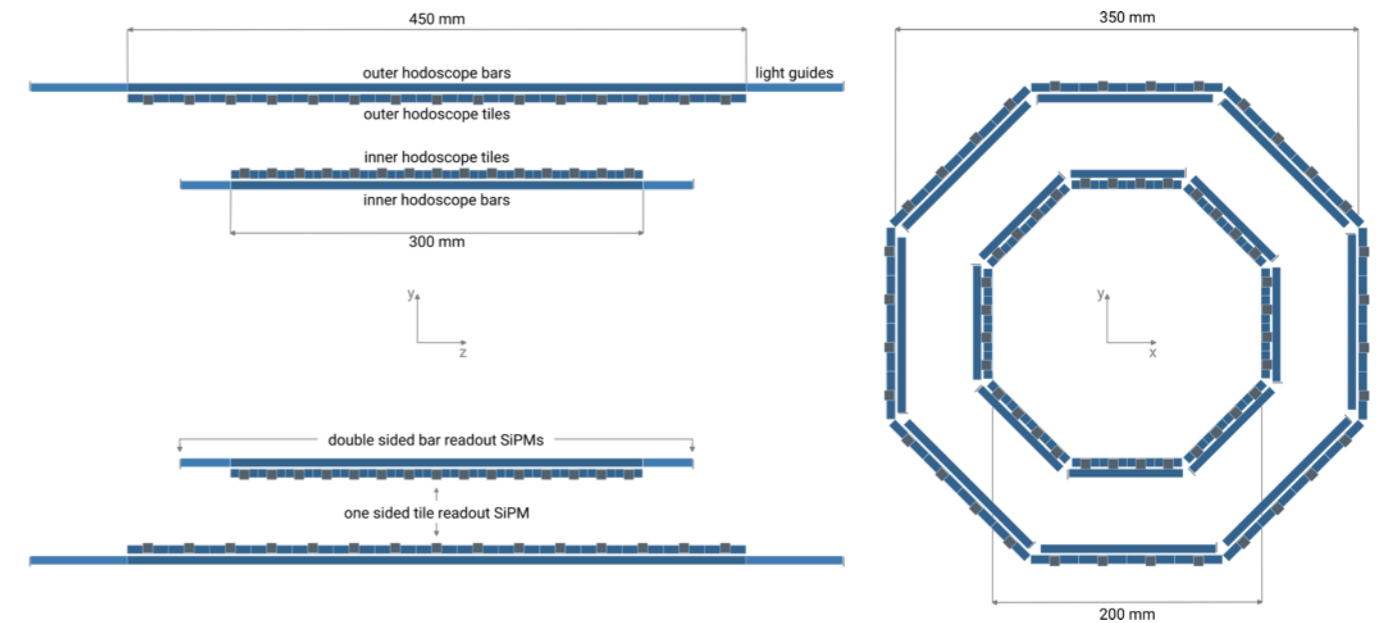 450 mm
outer hodoscope bars
light guides
outer hodoscope tiles
inner hodoscope tiles
inner hodoscope bars
300 mm
y
z
double sided bar readout SiPMs
one sided tile readout SiPM
350 mm
y
x
200 mm